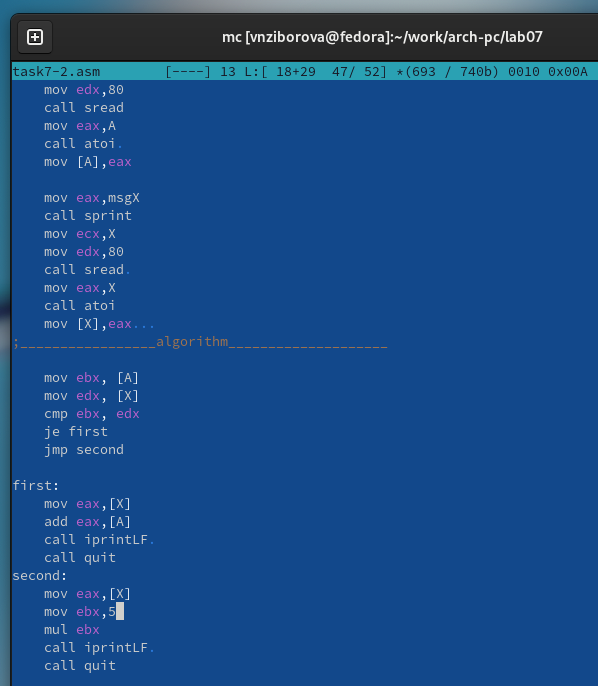 mc [vnziborova@fedora]:~/work/arch-pc/lab07
task7-2.asm [----] 13 L:[ 18+29 47/ 52] *(693 / 740b) 0010 0x00A
mov edx,80
call sread
mov eax,A
call atoi.
mov [A],eax
mov eax,msgX
call sprint
mov ecx,X
mov edx,80
call sread.
mov eax,X
call atoi
mov [X],eax...
;_________________algorithm____________________
mov ebx, [A]
mov edx, [X]
cmp ebx, edx
je first
jmp second
first:
mov eax,[X]
add eax,[A]
call iprintLF.
call quit
second:
mov eax,[X]
mov ebx,5
mul ebx
call iprintLF.
call quit